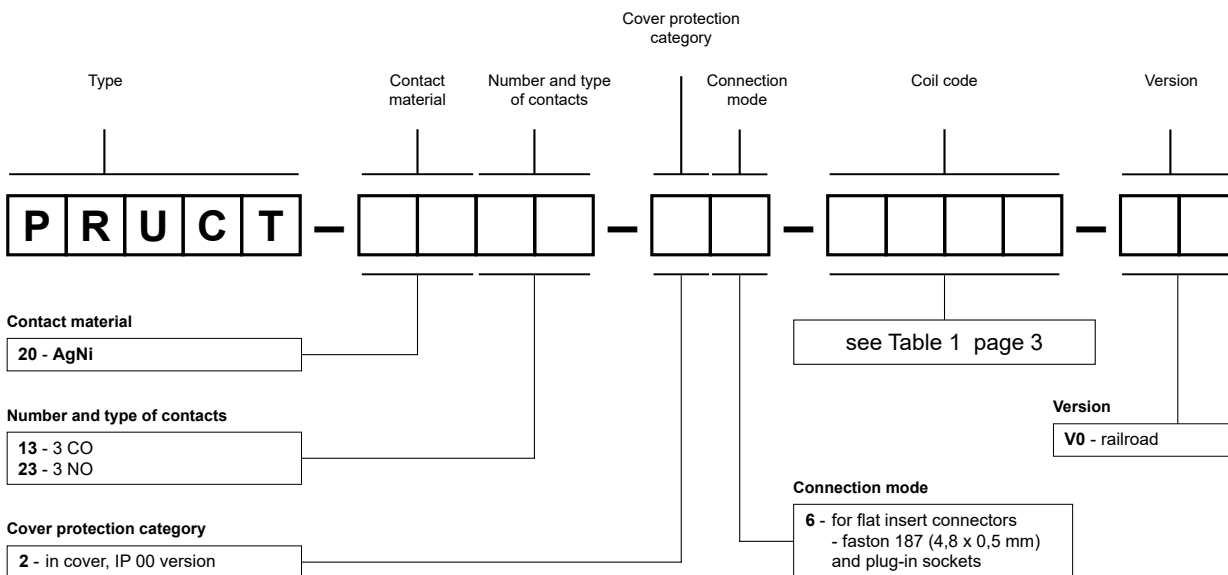 Cover protection
category
Type
Contact
material
Number and type
of contacts
Connection
mode
Coil code
Version
P R U C T – – – –
Contact material
20 - AgNi
see Table 1 page 3
Number and type of contacts
13 - 3 CO
23 - 3 NO
Version
V0 - railroad
Cover protection category
2 - in cover, IP 00 version
Connection mode
6 - for flat insert connectors
- faston 187 (4,8 x 0,5 mm)
and plug-in sockets